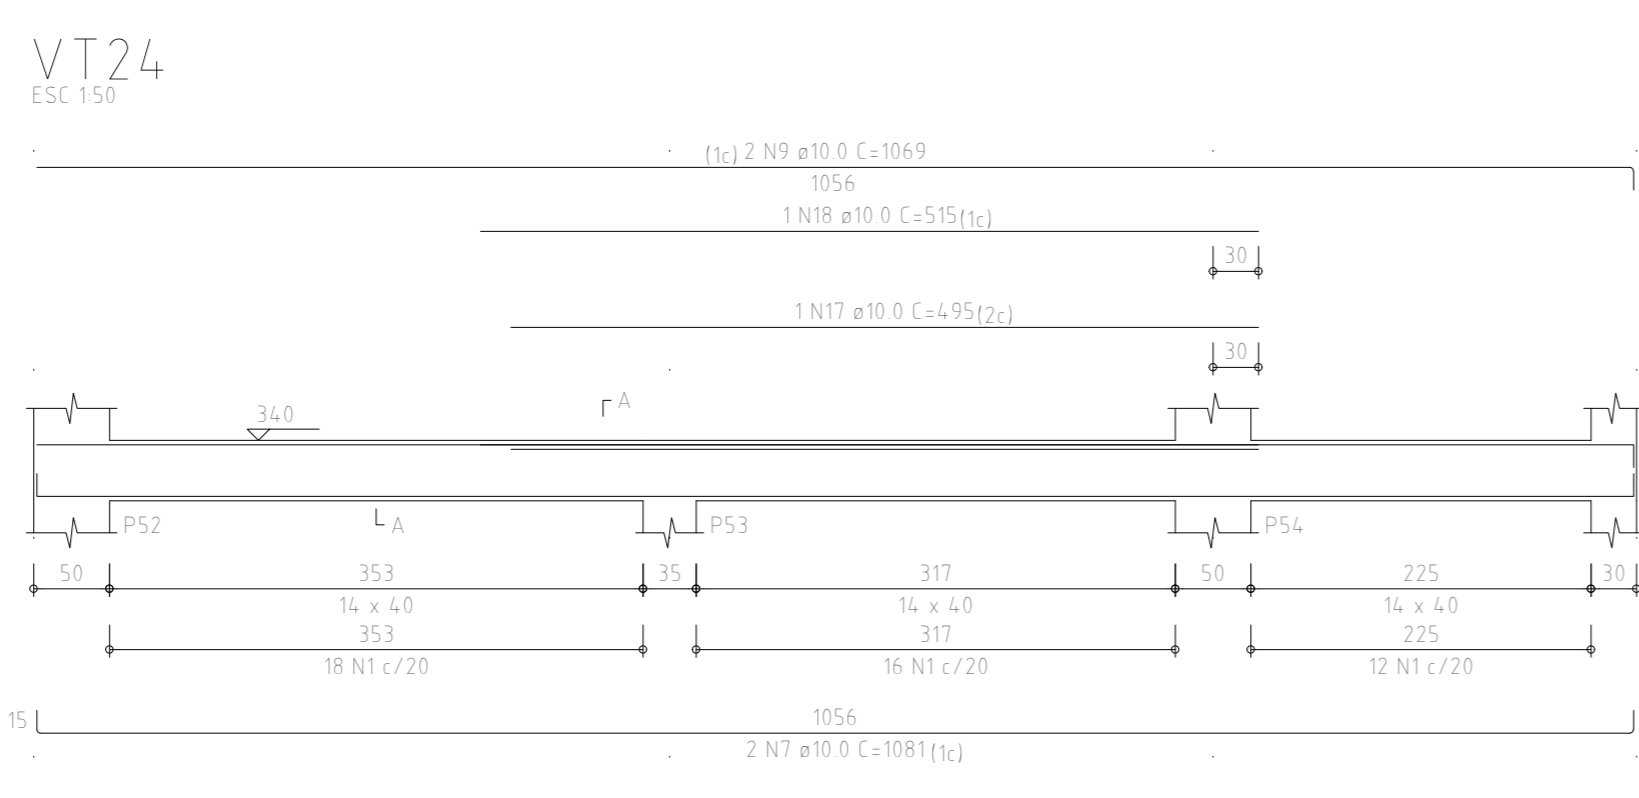 VT24
ESC 1:50
(1c) 2 N9 ø10.0 C=1069
1056
1 N18 ø10.0 C=515(1c)
30
1 N17 ø10.0 C=495(2c)
30
A
340
P52 A P53 P54
50 353 35 317 50 225 30
14 x 40 14 x 40 14 x 40
353 317 225
18 N1 c/20 16 N1 c/20 12 N1 c/20
15 1056
2 N7 ø10.0 C=1081(1c)